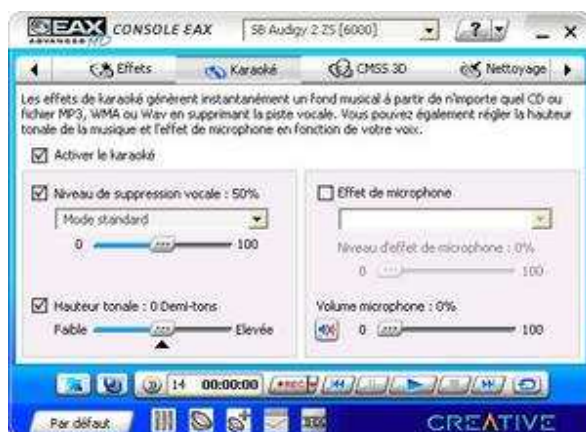 EAX CONSOLE EAX SB Audigy 2 ZS [6000] ?
ADVANCED HD
Effets Karaoké CMSS 3D Nettoyage
Les effets de karaoké génèrent instantanément un fond musical à partir de n'importe quel CD ou
fichier MP3, WMA ou Wav en supprimant la piste vocale. Vous pouvez également régler la hauteur
tonale de la musique et l'effet de microphone en fonction de votre voix.
Activer le karaoké
Niveau de suppression vocale : 50%
Mode standard
0 100
Effet de microphone
Niveau d'effet de microphone : 0%
0 100
Hauteur tonale : 0 Demi-tons
Faible Elevée
Volume microphone : 0%
0 100
14 00:00:00 REC
Par défaut EAX CREATIVE